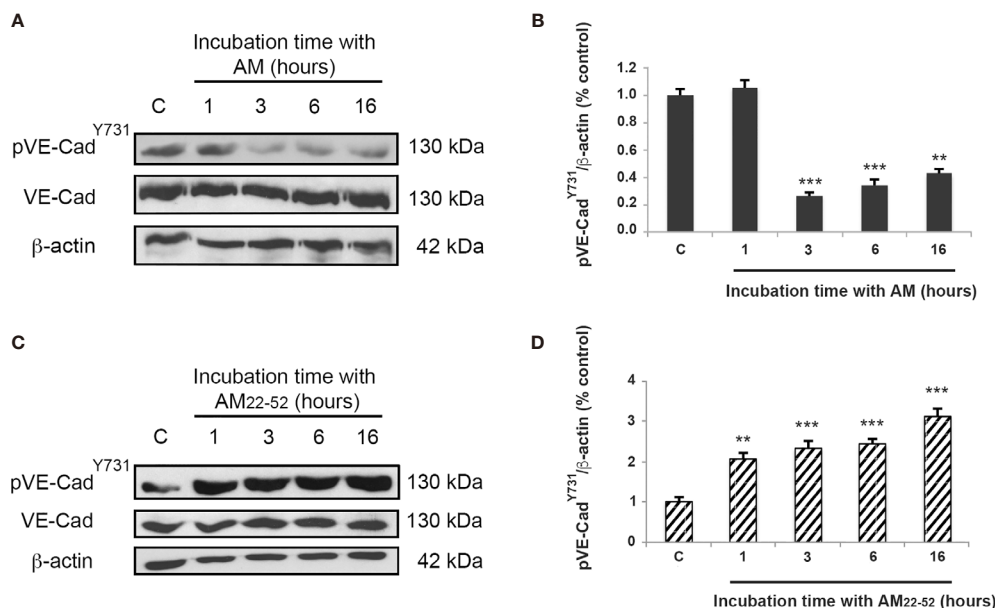 A
Incubation time with
AM (hours)
C 1 3 6 16
pVE-Cad Y731 130 kDa
VE-Cad 130 kDa
β-actin 42 kDa
B
pVE-Cad Y731/β-actin (% control)
1.2
1.0
0.8
0.6
0.4
0.2
0.0
*** *** **
C 1 3 6 16
Incubation time with AM (hours)
C
Incubation time with
AM22-52 (hours)
C 1 3 6 16
pVE-Cad Y731 130 kDa
VE-Cad 130 kDa
β-actin 42 kDa
D
pVE-Cad Y731/β-actin (% control)
4
3
2
1
0
** *** *** ***
C 1 3 6 16
Incubation time with AM22-52 (hours)